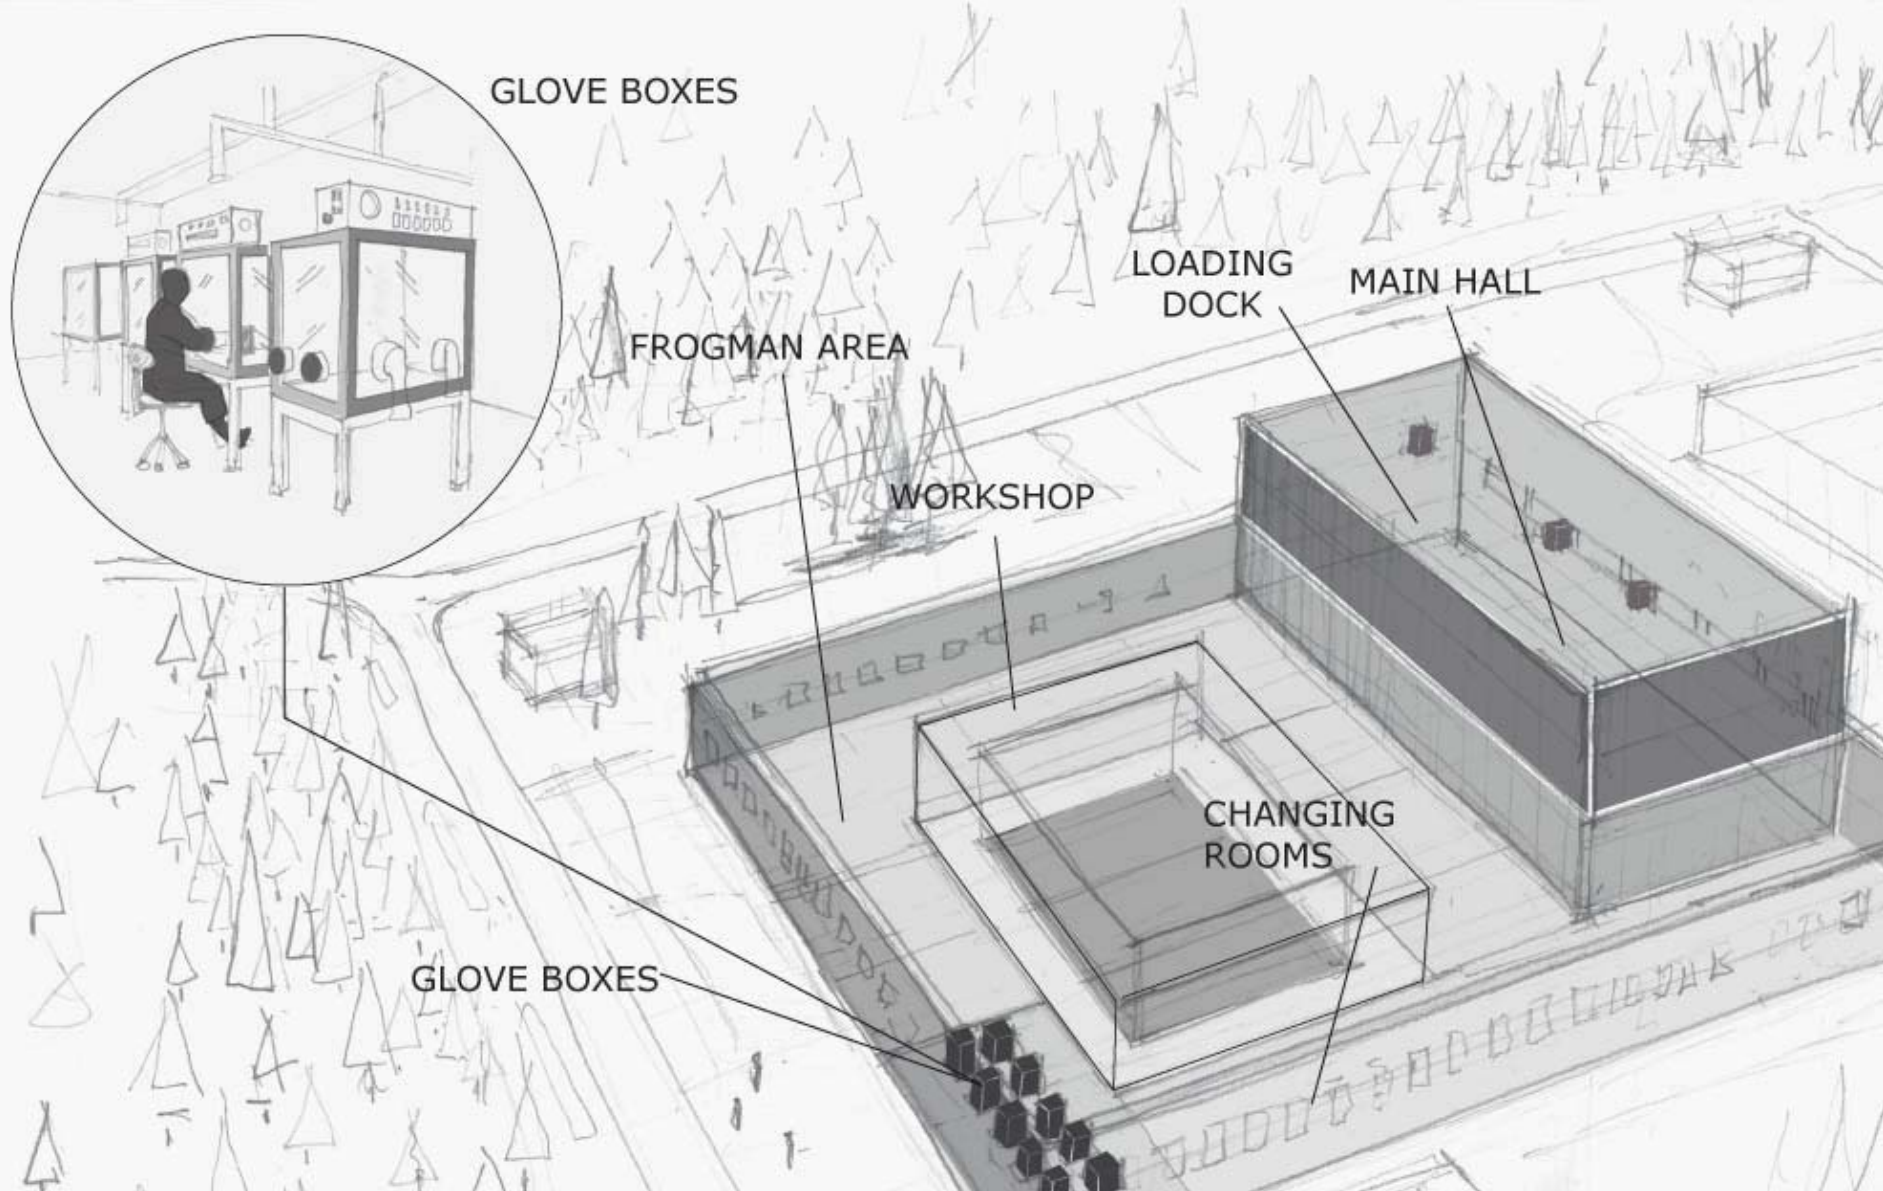 GLOVE BOXES
LOADING
DOCK
MAIN HALL
FROGMAN AREA
WORKSHOP
CHANGING
ROOMS
GLOVE BOXES